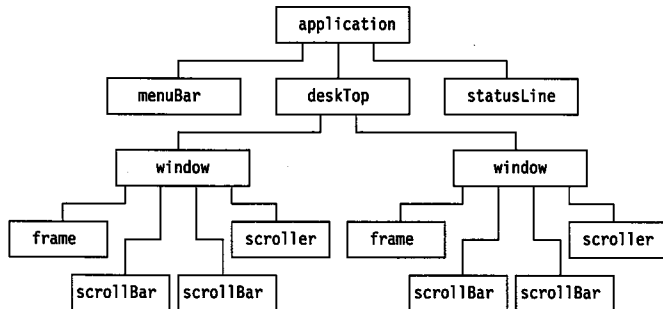 application
menuBar
deskTop
statusLine
window
window
frame
scroller
frame
scroller
scrollBar
scrollBar
scrollBar
scrollBar